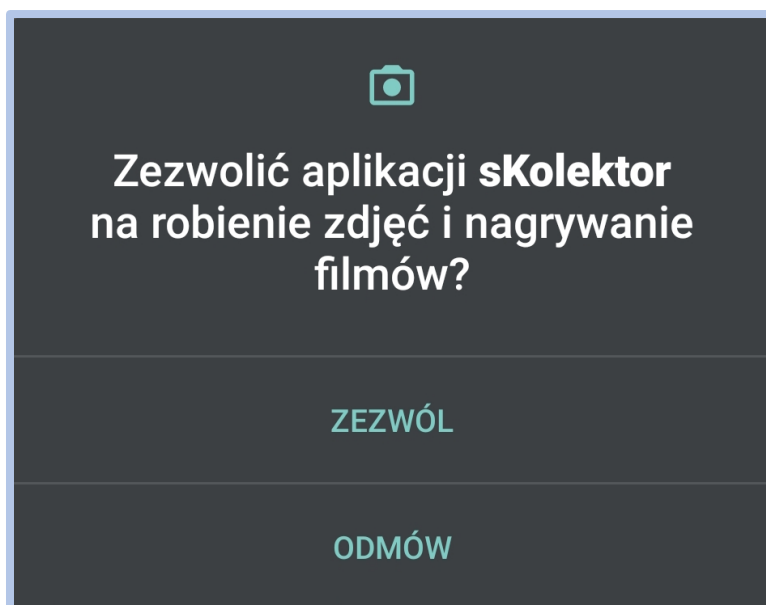 Zezwolić aplikacji sKolektor
na robienie zdjęć i nagrywanie
filmów?
ZEZWÓL
ODMÓW